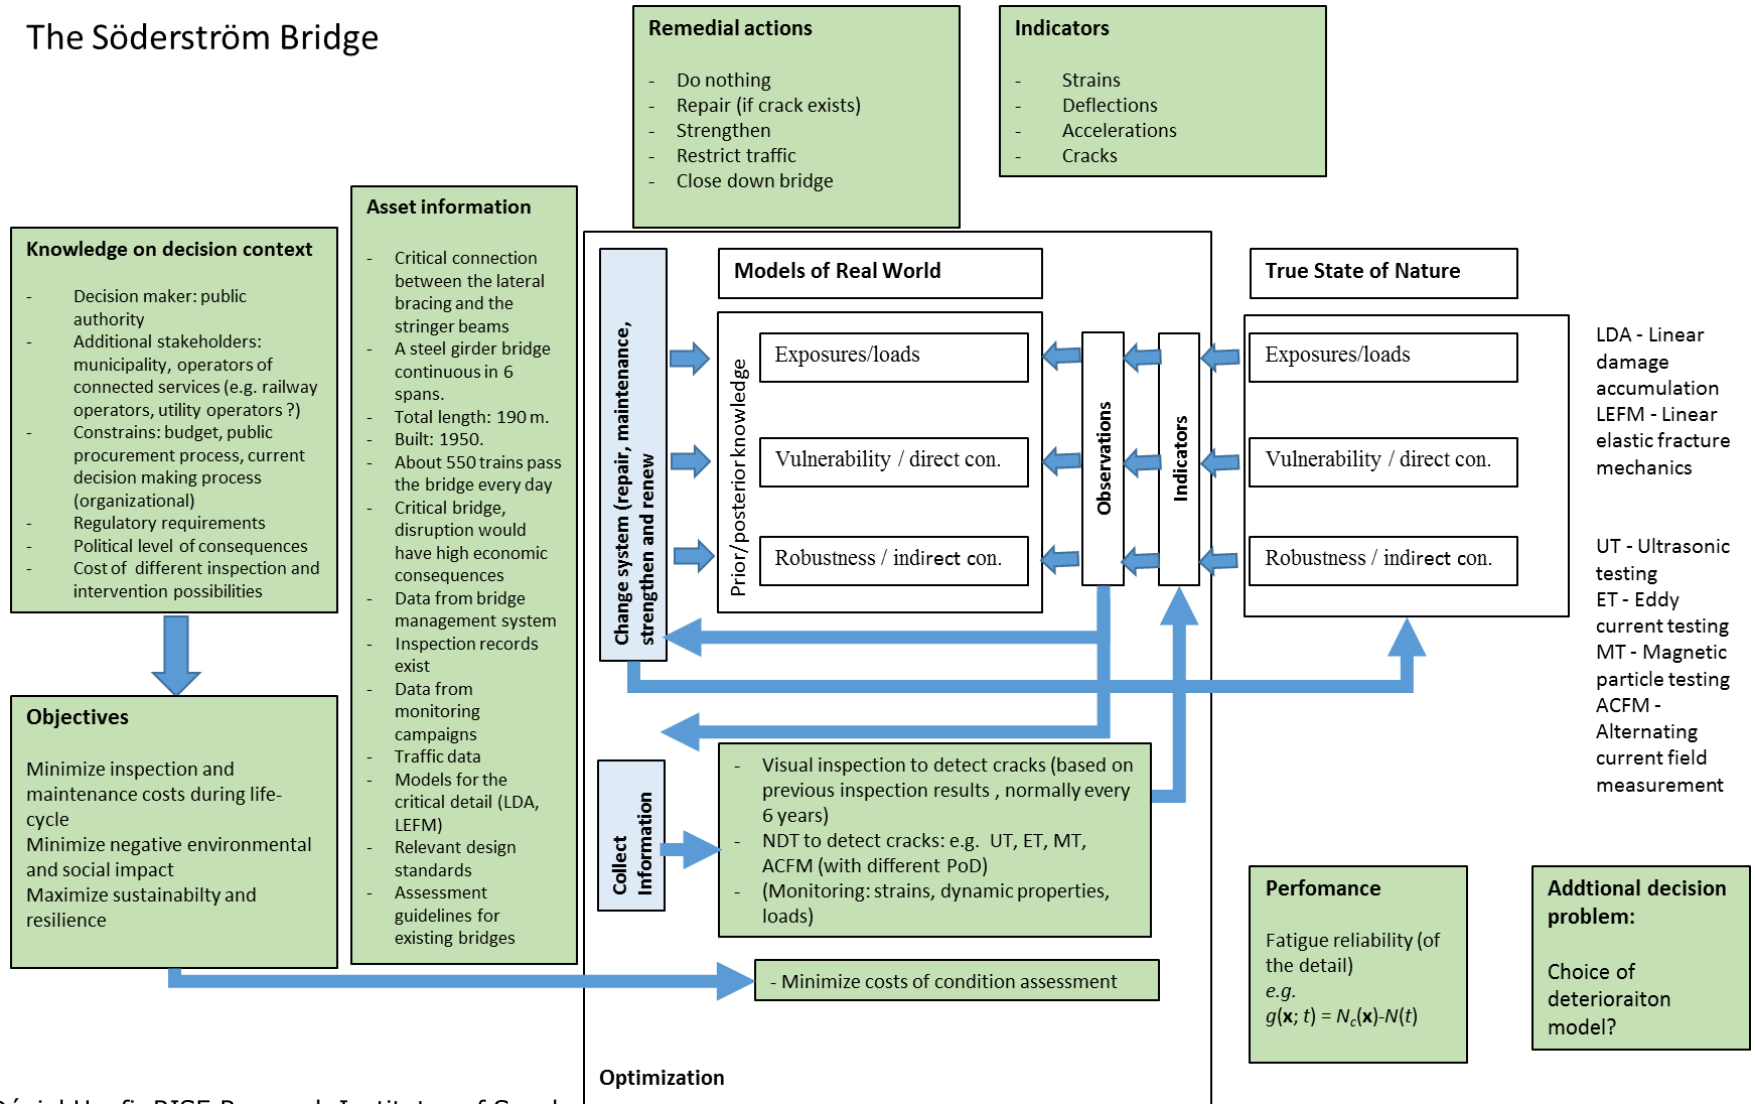 The Söderström Bridge
Remedial actions
- Do nothing
- Repair (if crack exists)
- Strengthen
- Restrict traffic
- Close down bridge
Indicators
- Strains
- Deflections
- Accelerations
- Cracks
Knowledge on decision context
- Decision maker: public
authority
- Additional stakeholders:
municipality, operators of
connected services (e.g. railway
operators, utility operators ?)
- Constrains: budget, public
procurement process, current
decision making process
(organizational)
- Regulatory requirements
- Political level of consequences
- Cost of different inspection and
intervention possibilities
Objectives
Minimize inspection and
maintenance costs during life-
cycle
Minimize negative environmental
and social impact
Maximize sustainabilty and
resilience
Asset information
- Critical connection
between the lateral
bracing and the
stringer beams
- A steel girder bridge
continuous in 6
spans.
- Total length: 190 m.
- Built: 1950.
- About 550 trains pass
the bridge every day
- Critical bridge,
disruption would
have high economic
consequences
- Data from bridge
management system
- Inspection records
exist
- Data from
monitoring
campaigns
- Traffic data
- Models for the
critical detail (LDA,
LEFM)
- Relevant design
standards
- Assessment
guidelines for
existing bridges
Change system (repair, maintenance,
strengthen and renew
Models of Real World
Prior/posterior knowledge
Exposures/loads
Vulnerability / direct con.
Robustness / indirect con.
Observations
Indicators
True State of Nature
Exposures/loads
Vulnerability / direct con.
Robustness / indirect con.
LDA - Linear
damage
accumulation
LEFM - Linear
elastic fracture
mechanics
UT - Ultrasonic
testing
ET - Eddy
current testing
MT - Magnetic
particle testing
ACFM -
Alternating
current field
measurement
Collect
Information
- Visual inspection to detect cracks (based on
previous inspection results , normally every
6 years)
- NDT to detect cracks: e.g. UT, ET, MT,
ACFM (with different PoD)
- (Monitoring: strains, dynamic properties,
loads)
- Minimize costs of condition assessment
Optimization
Perfomance
Fatigue reliability (of
the detail)
e.g.
g(x; t) = Nc(x)-N(t)
Addtional decision
problem:
Choice of
deterioraiton
model?